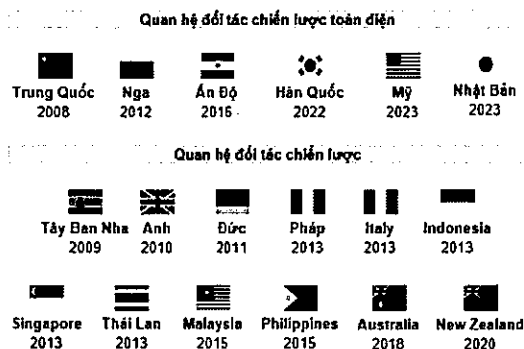 Quan hệ đối tác chiến lược toàn diện
Trung Quốc Nga Ấn Độ Hàn Quốc Mỹ Nhật Bản
2008 2012 2016 2022 2023 2023
Quan hệ đối tác chiến lược
Tây Ban Nha Anh Đức Pháp Italy Indonesia
2009 2010 2011 2013 2013 2013
Singapore Thái Lan Malaysia Philippines Australia New Zealand
2013 2013 2015 2015 2018 2020